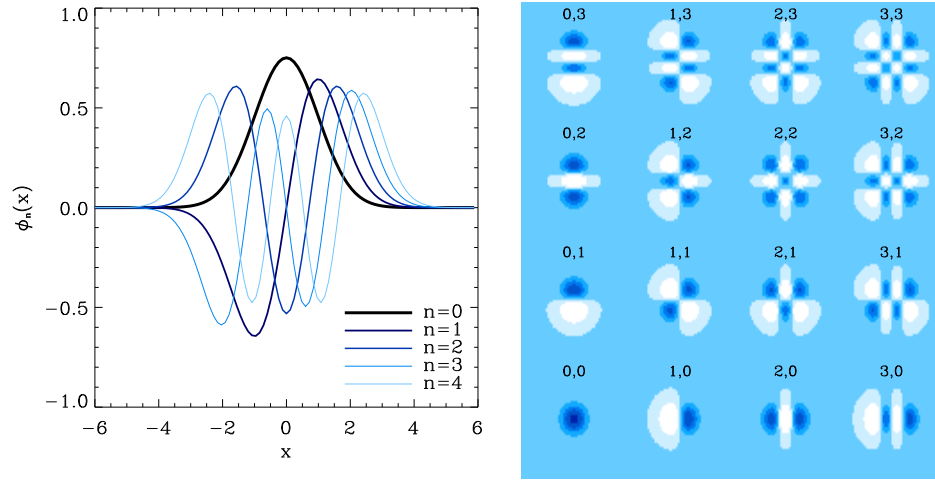 1.0
0.5
0.0
−0.5
−1.0
ϕn(x)
−6 −4 −2 0 2 4 6
x
n=0
n=1
n=2
n=3
n=4
0,3 1,3 2,3 3,3
0,2 1,2 2,2 3,2
0,1 1,1 2,1 3,1
0,0 1,0 2,0 3,0